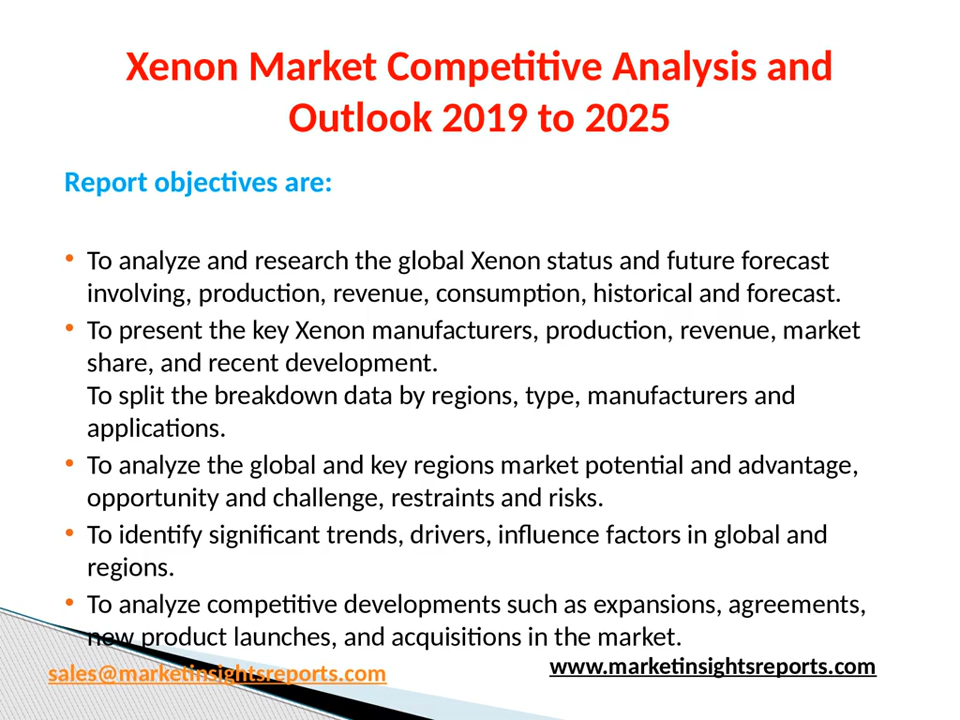 Xenon Market Competitive Analysis and
Outlook 2019 to 2025
Report objectives are:
• To analyze and research the global Xenon status and future forecast
involving, production, revenue, consumption, historical and forecast.
• To present the key Xenon manufacturers, production, revenue, market
share, and recent development.
To split the breakdown data by regions, type, manufacturers and
applications.
• To analyze the global and key regions market potential and advantage,
opportunity and challenge, restraints and risks.
• To identify significant trends, drivers, influence factors in global and
regions.
• To analyze competitive developments such as expansions, agreements,
new product launches, and acquisitions in the market.
sales@marketinsightsreports.com
www.marketinsightsreports.com